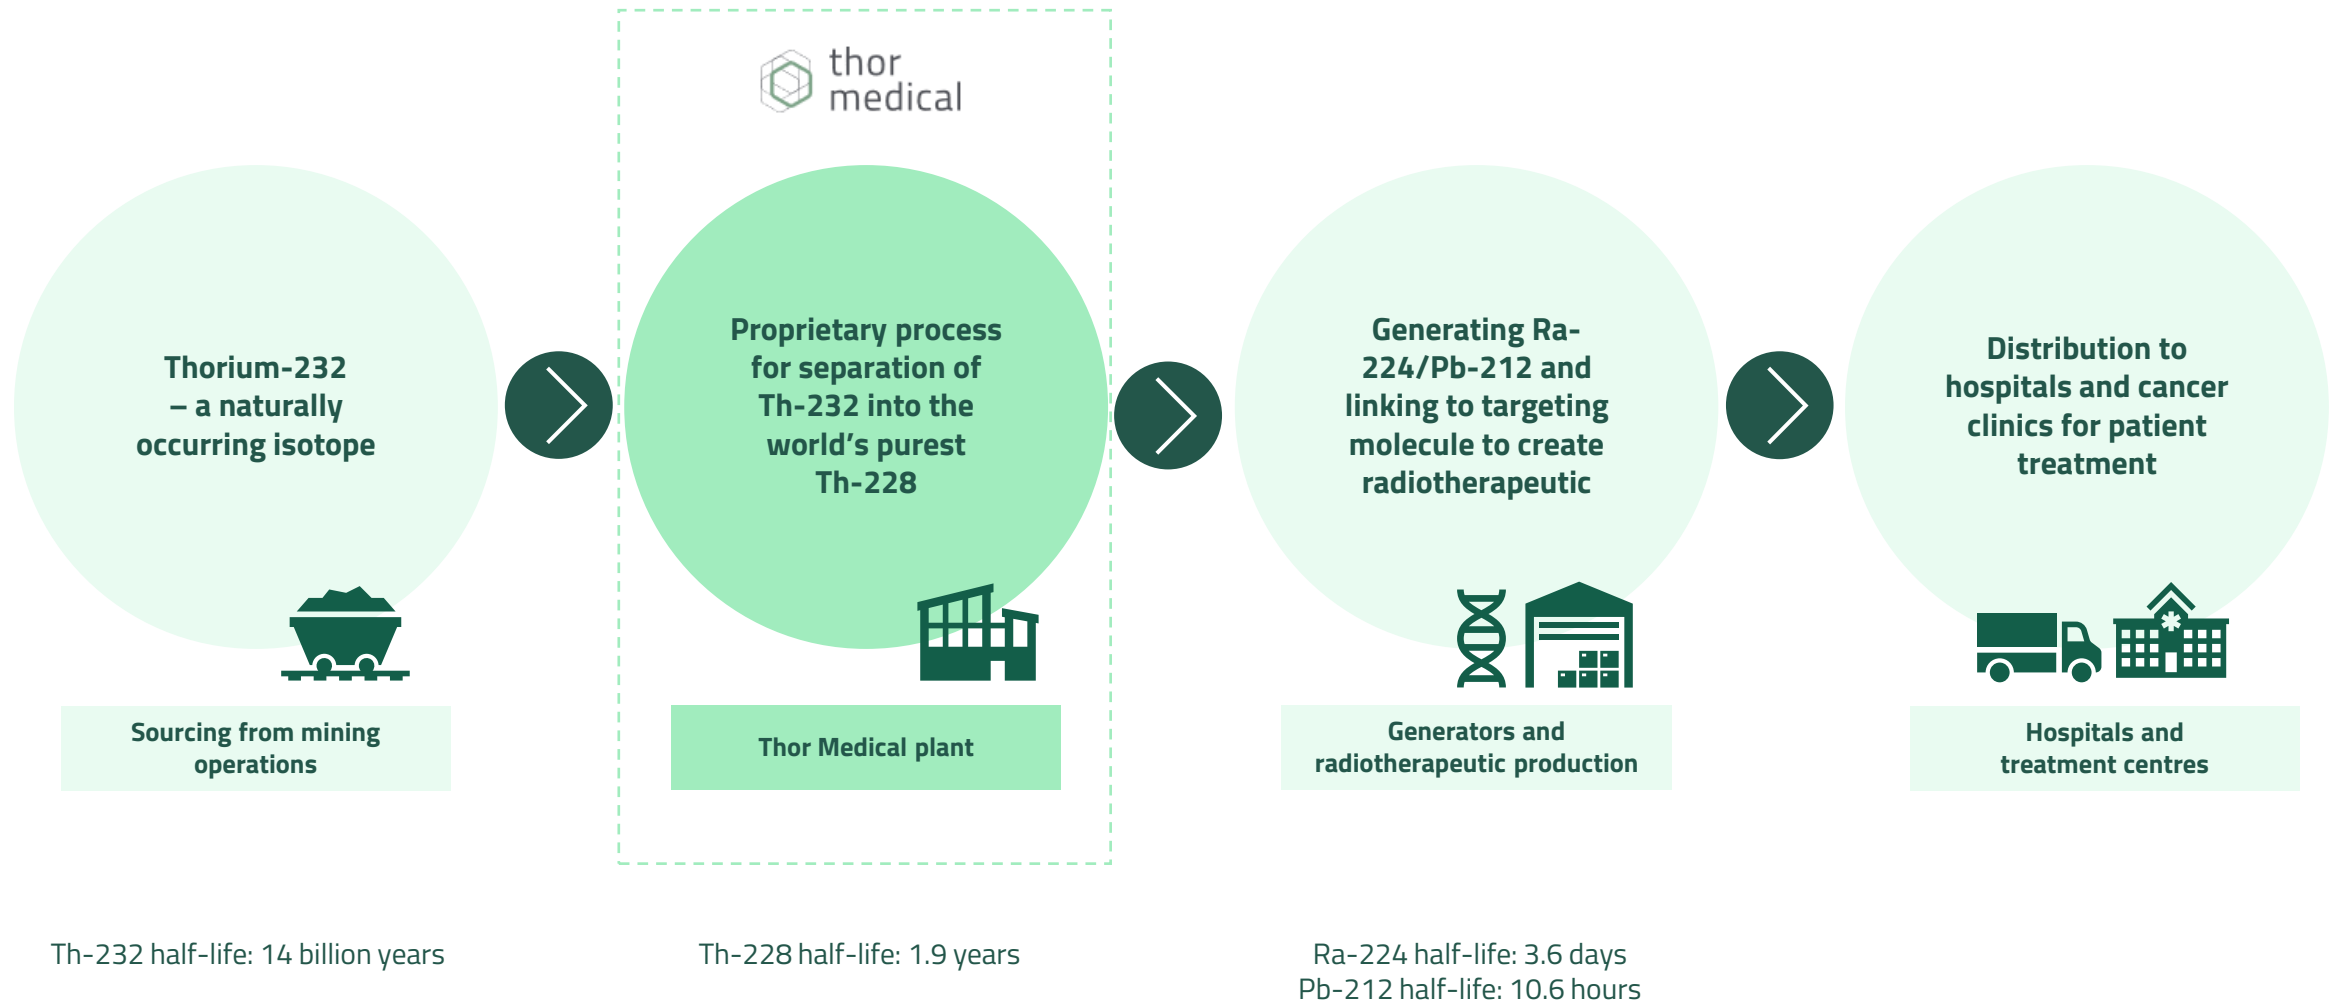 thor
medical
Thorium-232
– a naturally
occurring isotope
Proprietary process
for separation of
Th-232 into the
world’s purest
Th-228
Generating Ra-
224/Pb-212 and
linking to targeting
molecule to create
radiotherapeutic
Distribution to
hospitals and cancer
clinics for patient
treatment
Sourcing from mining
operations
Thor Medical plant
Generators and
radiotherapeutic production
Hospitals and
treatment centres
Th-232 half-life: 14 billion years
Th-228 half-life: 1.9 years
Ra-224 half-life: 3.6 days
Pb-212 half-life: 10.6 hours